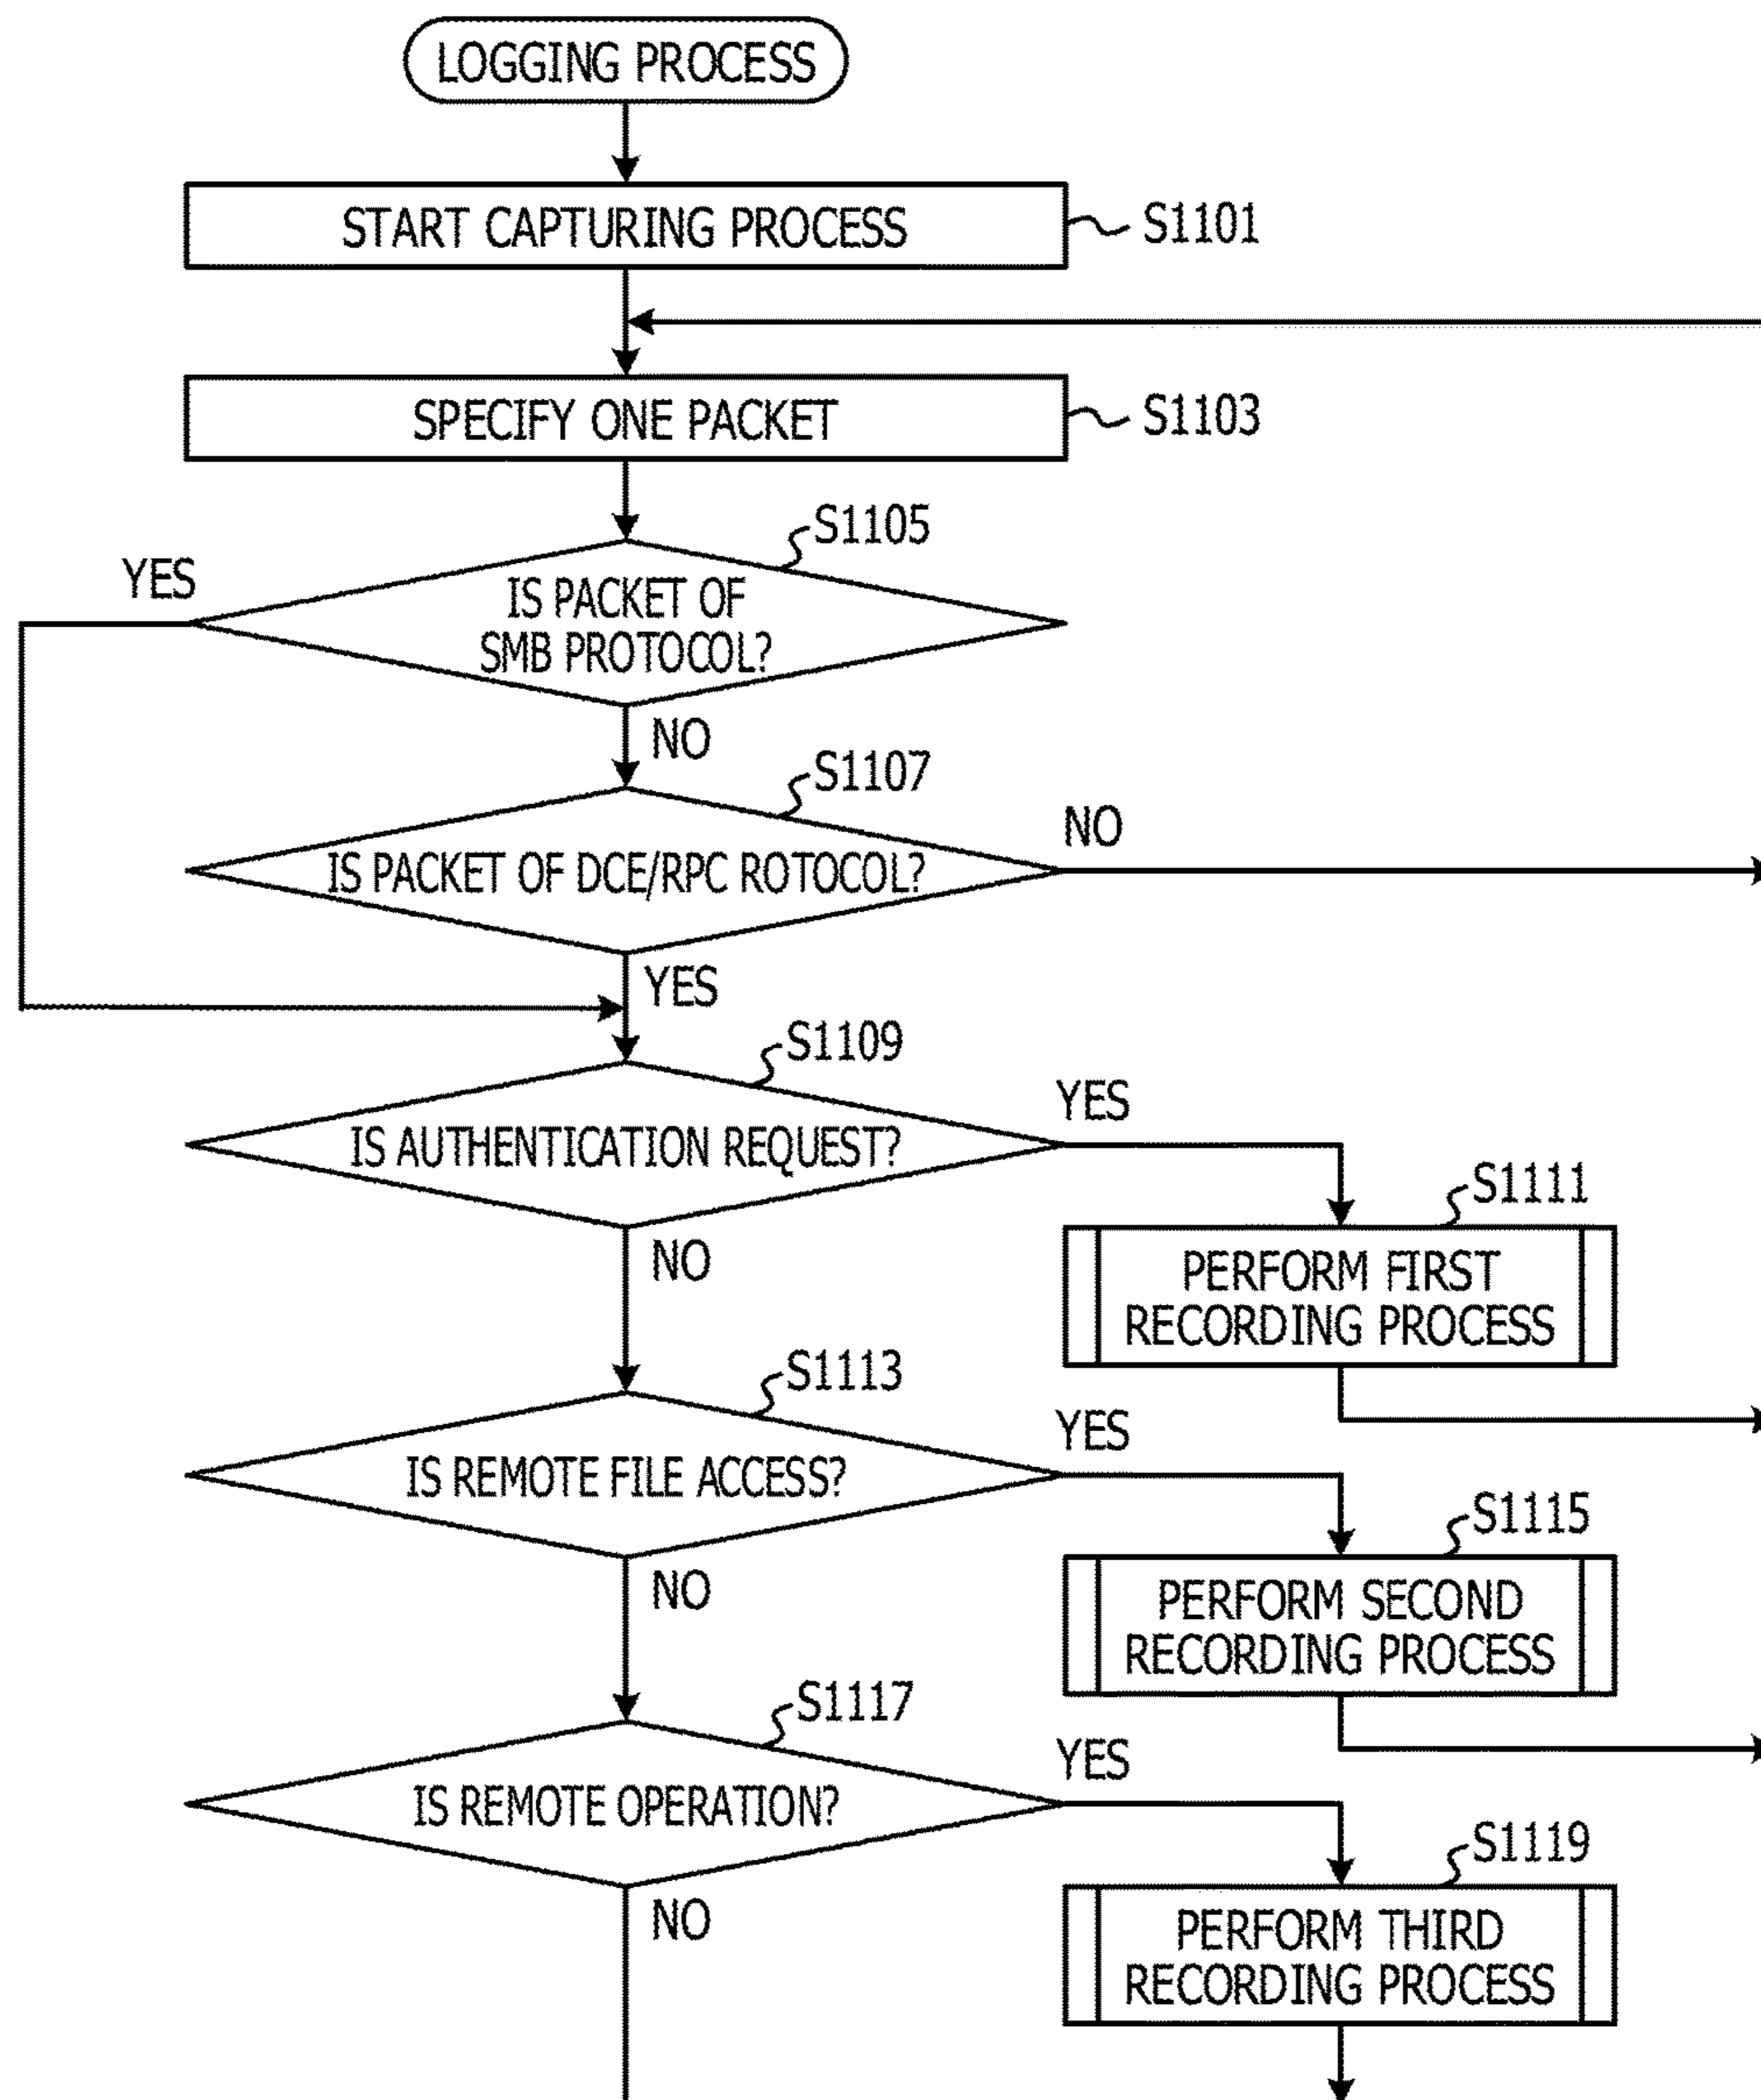 LOGGING PROCESS
START CAPTURING PROCESS
S1101
SPECIFY ONE PACKET
S1103
S1105
YES
IS PACKET OF
SMB PROTOCOL?
NO
S1107
NO
IS PACKET OF DCE/RPC ROTOCOL?
YES
S1109
YES
IS AUTHENTICATION REQUEST?
S1111
NO
PERFORM FIRST
RECORDING PROCESS
S1113
YES
IS REMOTE FILE ACCESS?
S1115
NO
PERFORM SECOND
RECORDING PROCESS
S1117
YES
IS REMOTE OPERATION?
S1119
NO
PERFORM THIRD
RECORDING PROCESS